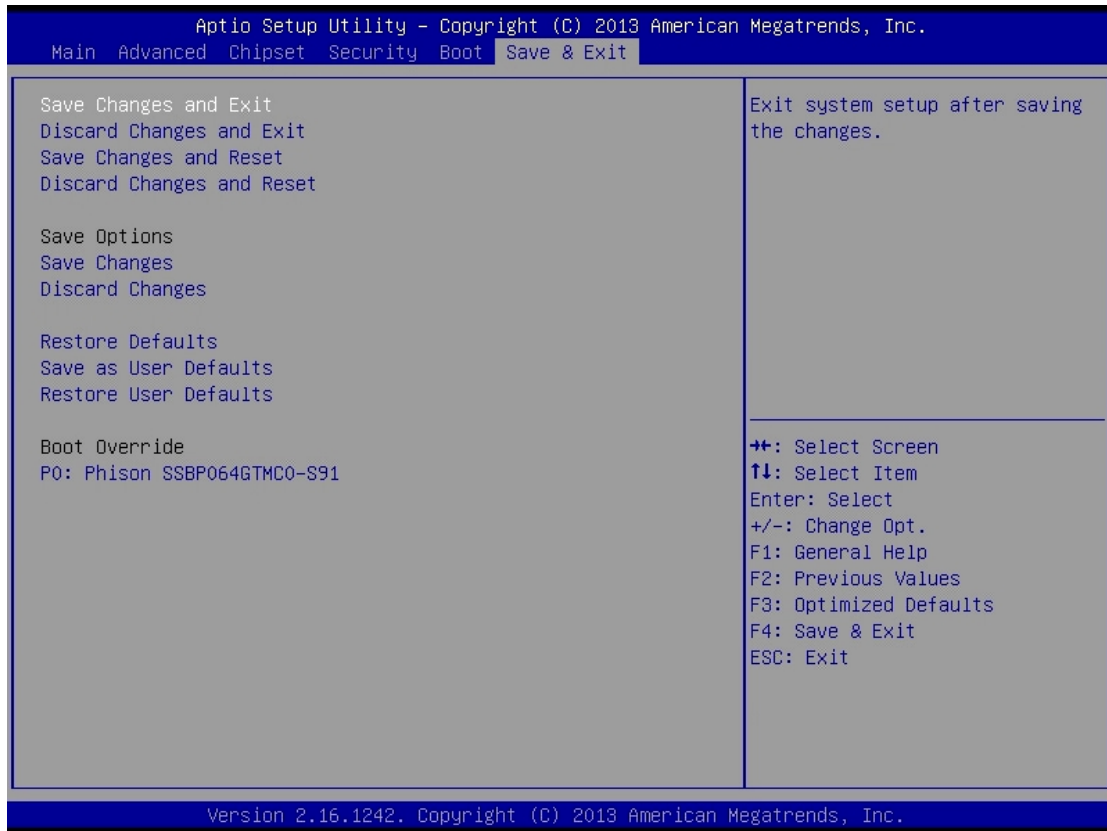 Aptio Setup Utility – Copyright (C) 2013 American Megatrends, Inc.
Main Advanced Chipset Security Boot Save & Exit
Save Changes and Exit
Discard Changes and Exit
Save Changes and Reset
Discard Changes and Reset
Save Options
Save Changes
Discard Changes
Restore Defaults
Save as User Defaults
Restore User Defaults
Boot Override
P0: Phison SSBP064GTMC0-S91
Exit system setup after saving
the changes.
→←: Select Screen
↑↓: Select Item
Enter: Select
+/-: Change Opt.
F1: General Help
F2: Previous Values
F3: Optimized Defaults
F4: Save & Exit
ESC: Exit
Version 2.16.1242. Copyright (C) 2013 American Megatrends, Inc.